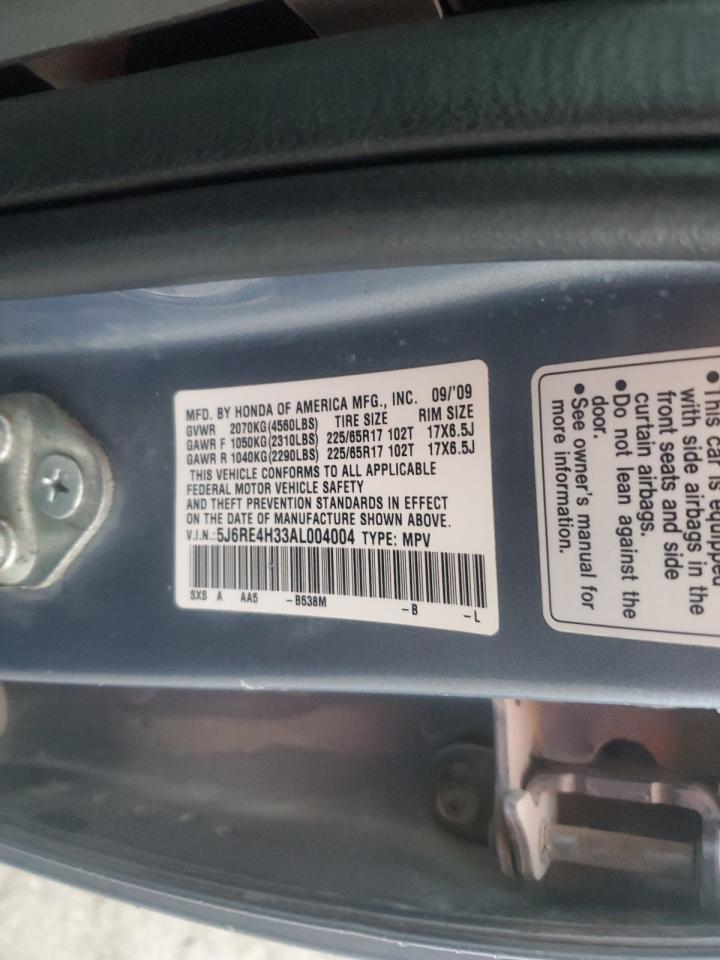 MFD. BY HONDA OF AMERICA MFG., INC. 09/'09
GVWR 2070KG(4560LBS) TIRE SIZE RIM SIZE
GAWR F 1050KG(2310LBS) 225/65R17 102T 17X6.5J
GAWR R 1040KG(2290LBS) 225/65R17 102T 17X6.5J
THIS VEHICLE CONFORMS TO ALL APPLICABLE
FEDERAL MOTOR VEHICLE SAFETY
AND THEFT PREVENTION STANDARDS IN EFFECT
ON THE DATE OF MANUFACTURE SHOWN ABOVE.
V.I.N.:5J6RE4H33AL004004 TYPE: MPV
SXS A AA5 -B538M -B -L
• This car is equipped
with side airbags in the
front seats and side
curtain airbags.
• Do not lean against the
door.
• See owner's manual for
more information.